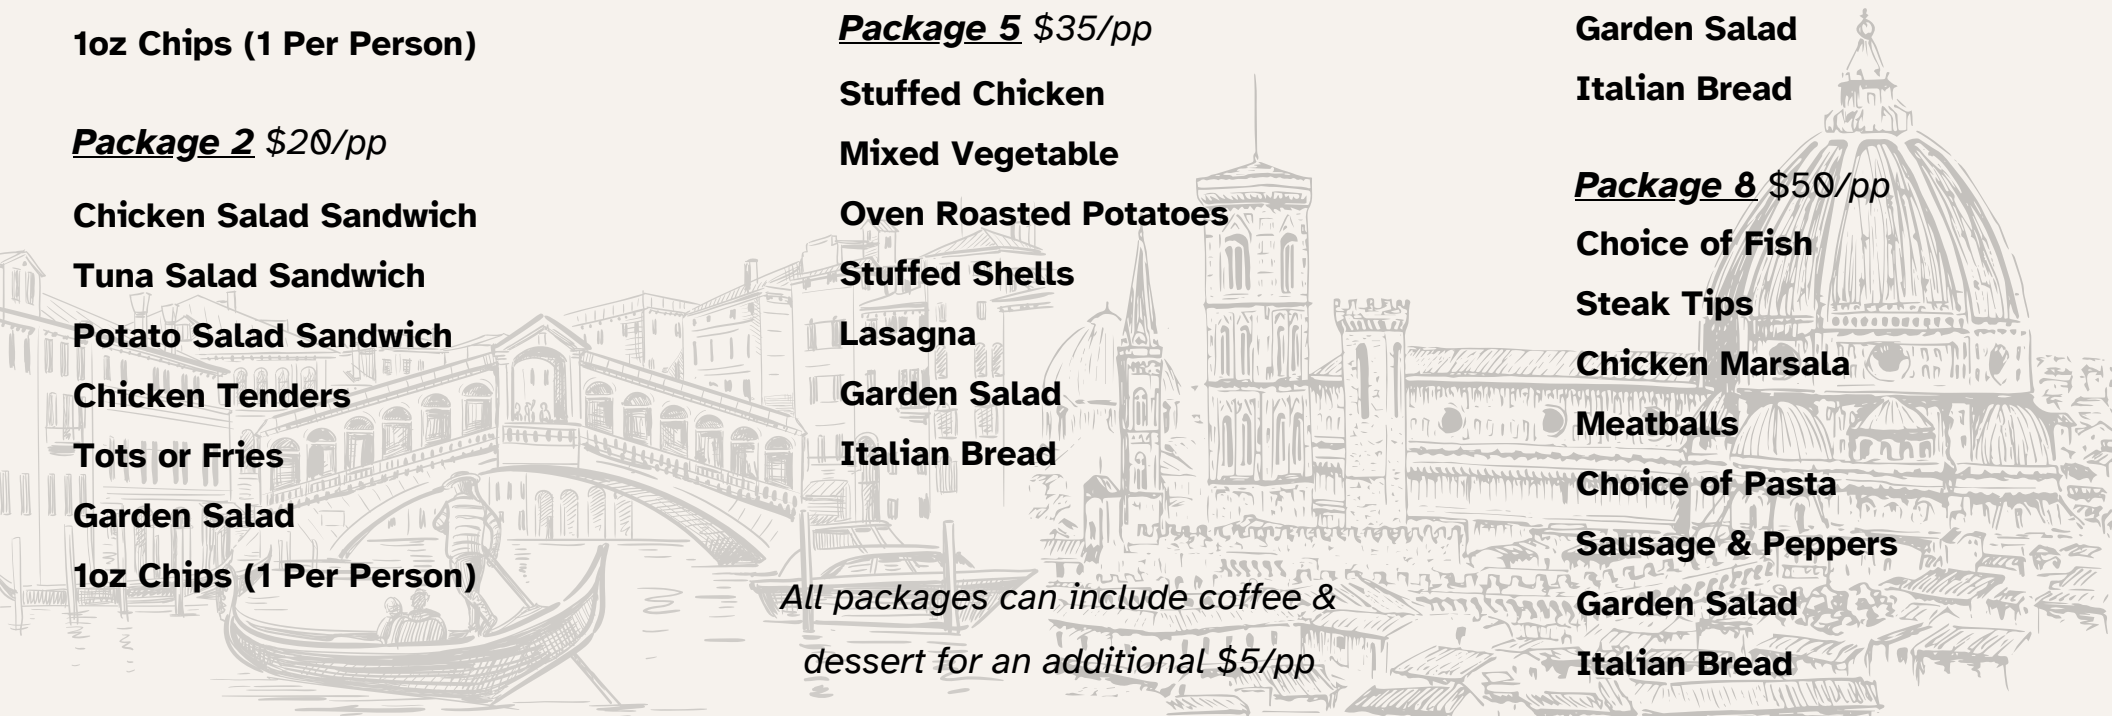 1oz Chips (1 Per Person)
Package 2 $20/pp
Chicken Salad Sandwich
Tuna Salad Sandwich
Potato Salad Sandwich
Chicken Tenders
Tots or Fries
Garden Salad
1oz Chips (1 Per Person)
Package 5 $35/pp
Stuffed Chicken
Mixed Vegetable
Oven Roasted Potatoes
Stuffed Shells
Lasagna
Garden Salad
Italian Bread
All packages can include coffee &
dessert for an additional $5/pp
Garden Salad
Italian Bread
Package 8 $50/pp
Choice of Fish
Steak Tips
Chicken Marsala
Meatballs
Choice of Pasta
Sausage & Peppers
Garden Salad
Italian Bread